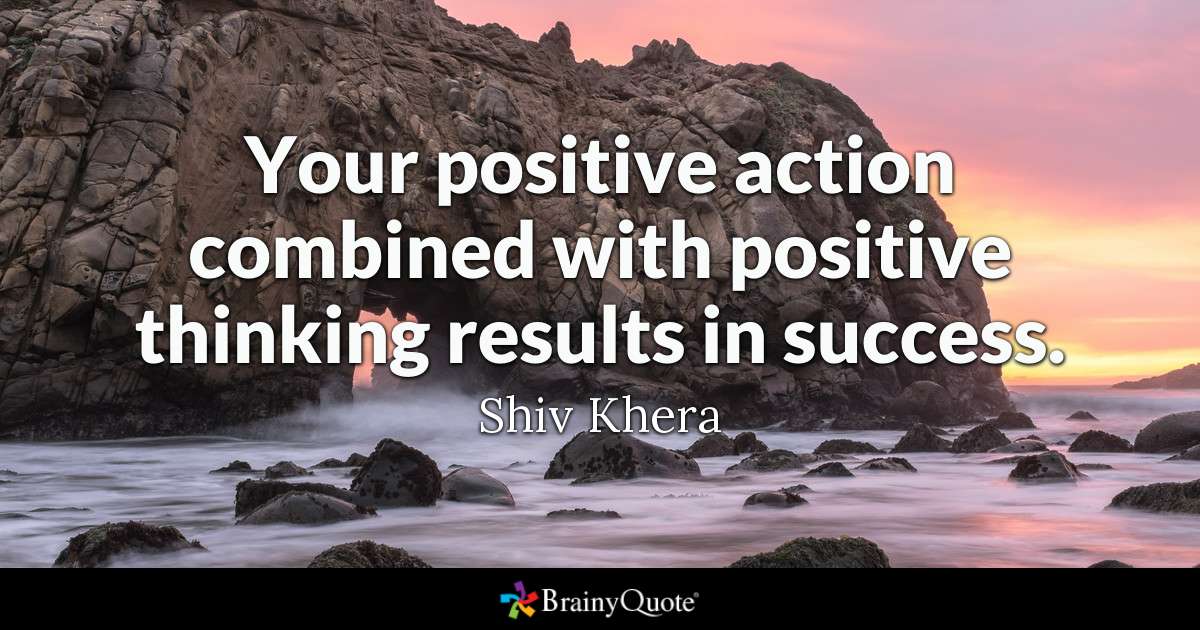 Your positive action
combined with positive
thinking results in success.
Shiv Khera
BrainyQuote®